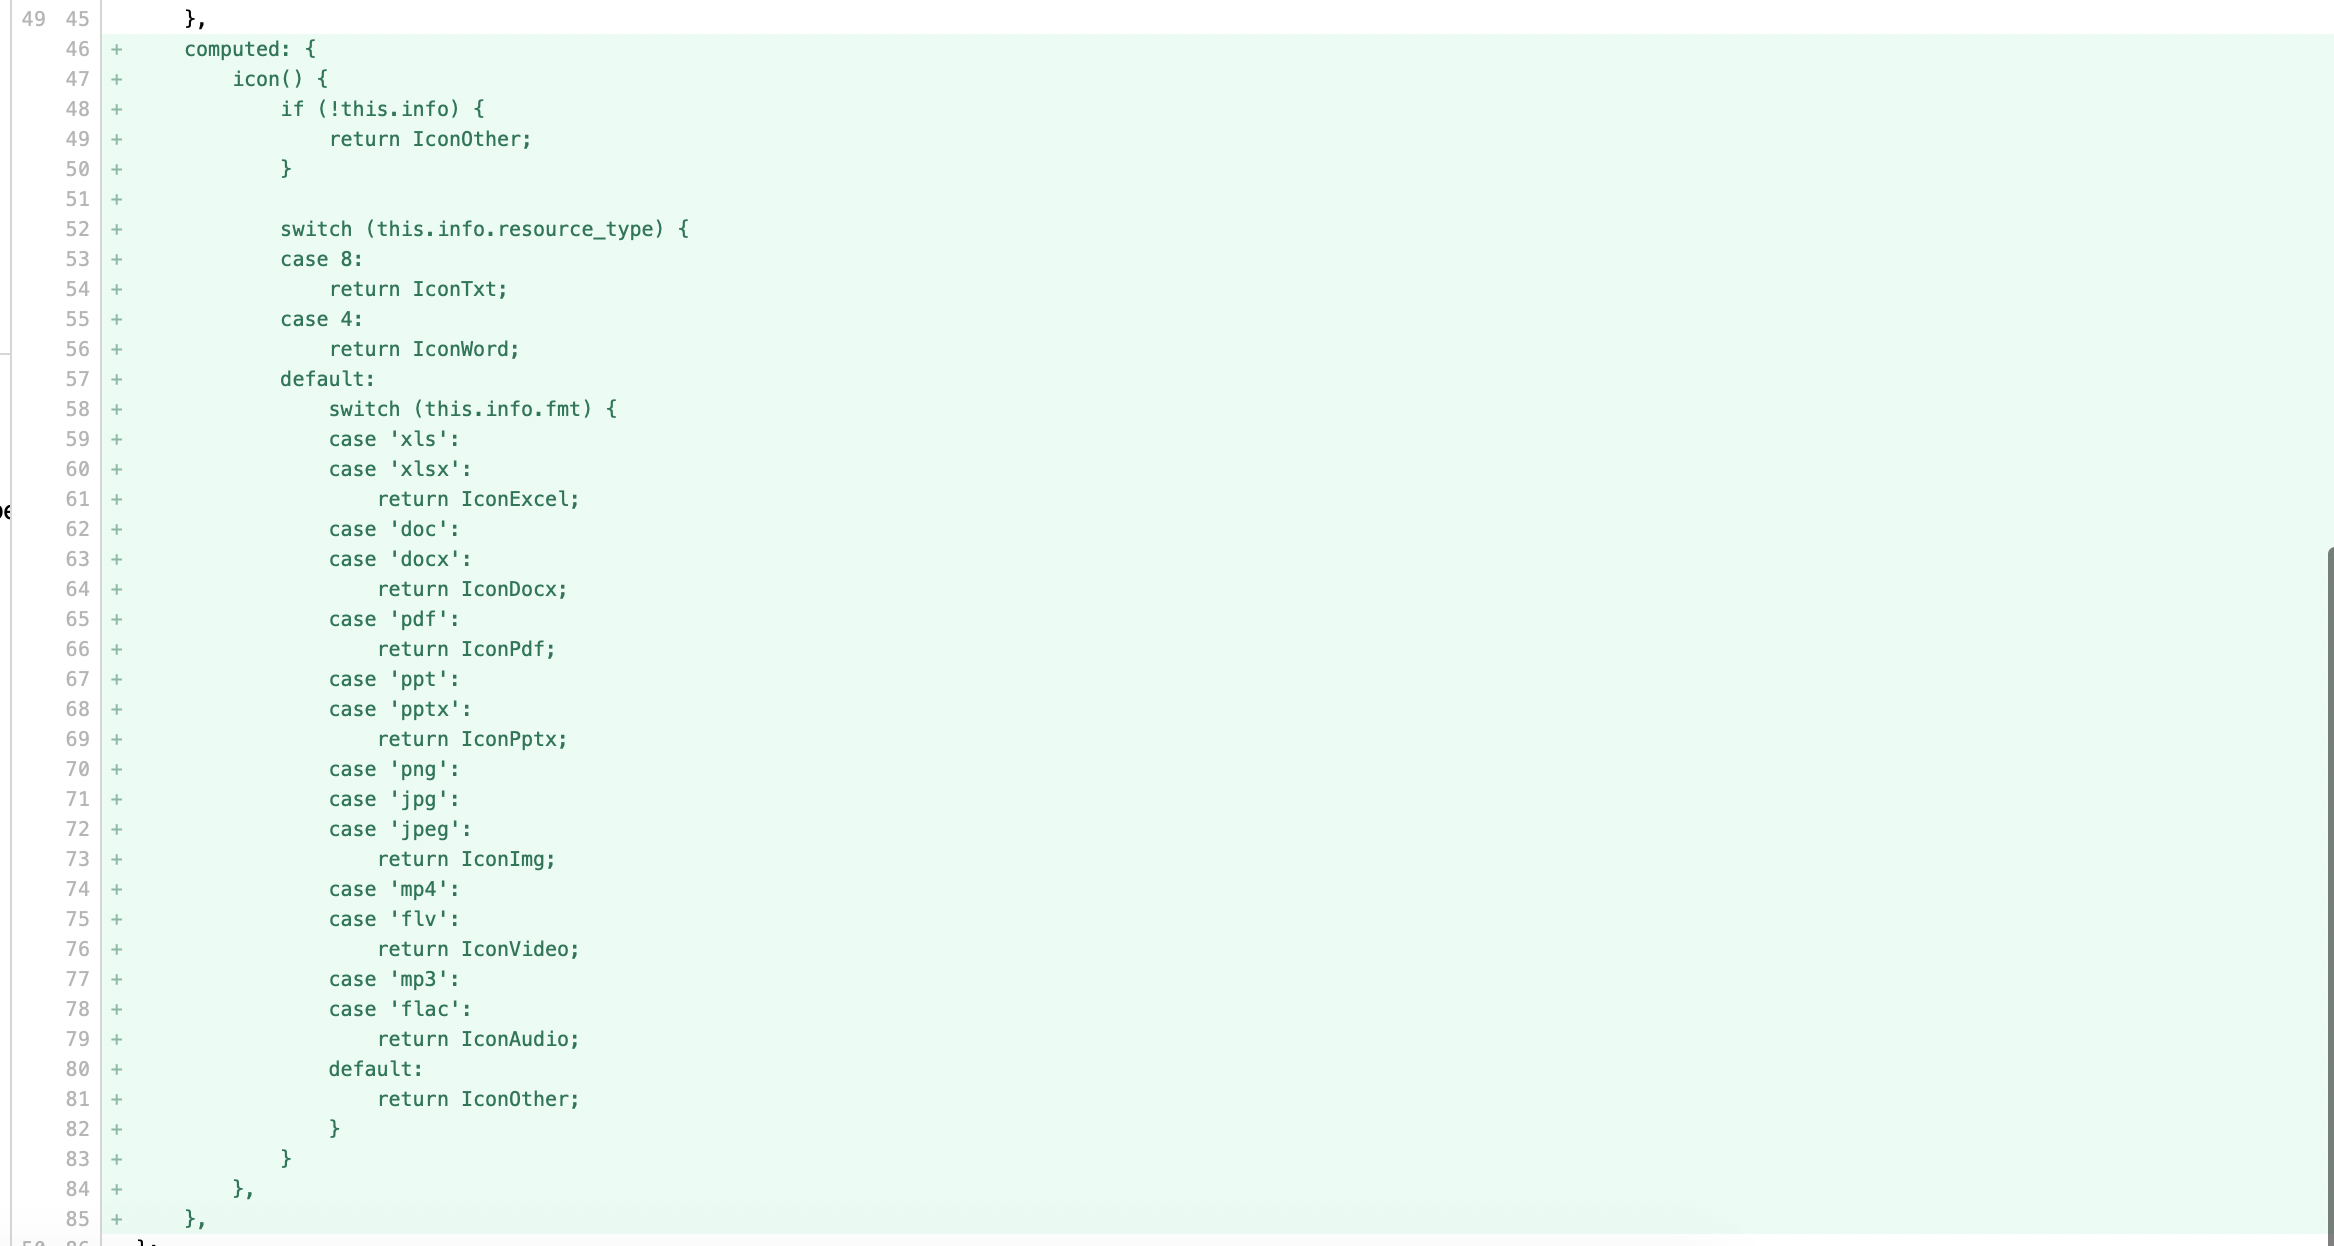 49 45 },
46 + computed: {
47 + icon() {
48 + if (!this.info) {
49 + return IconOther;
50 + }
51 +
52 + switch (this.info.resource_type) {
53 + case 8:
54 + return IconTxt;
55 + case 4:
56 + return IconWord;
57 + default:
58 + switch (this.info.fmt) {
59 + case 'xls':
60 + case 'xlsx':
61 + return IconExcel;
62 + case 'doc':
63 + case 'docx':
64 + return IconDocx;
65 + case 'pdf':
66 + return IconPdf;
67 + case 'ppt':
68 + case 'pptx':
69 + return IconPptx;
70 + case 'png':
71 + case 'jpg':
72 + case 'jpeg':
73 + return IconImg;
74 + case 'mp4':
75 + case 'flv':
76 + return IconVideo;
77 + case 'mp3':
78 + case 'flac':
79 + return IconAudio;
80 + default:
81 + return IconOther;
82 + }
83 + }
84 + },
85 + },